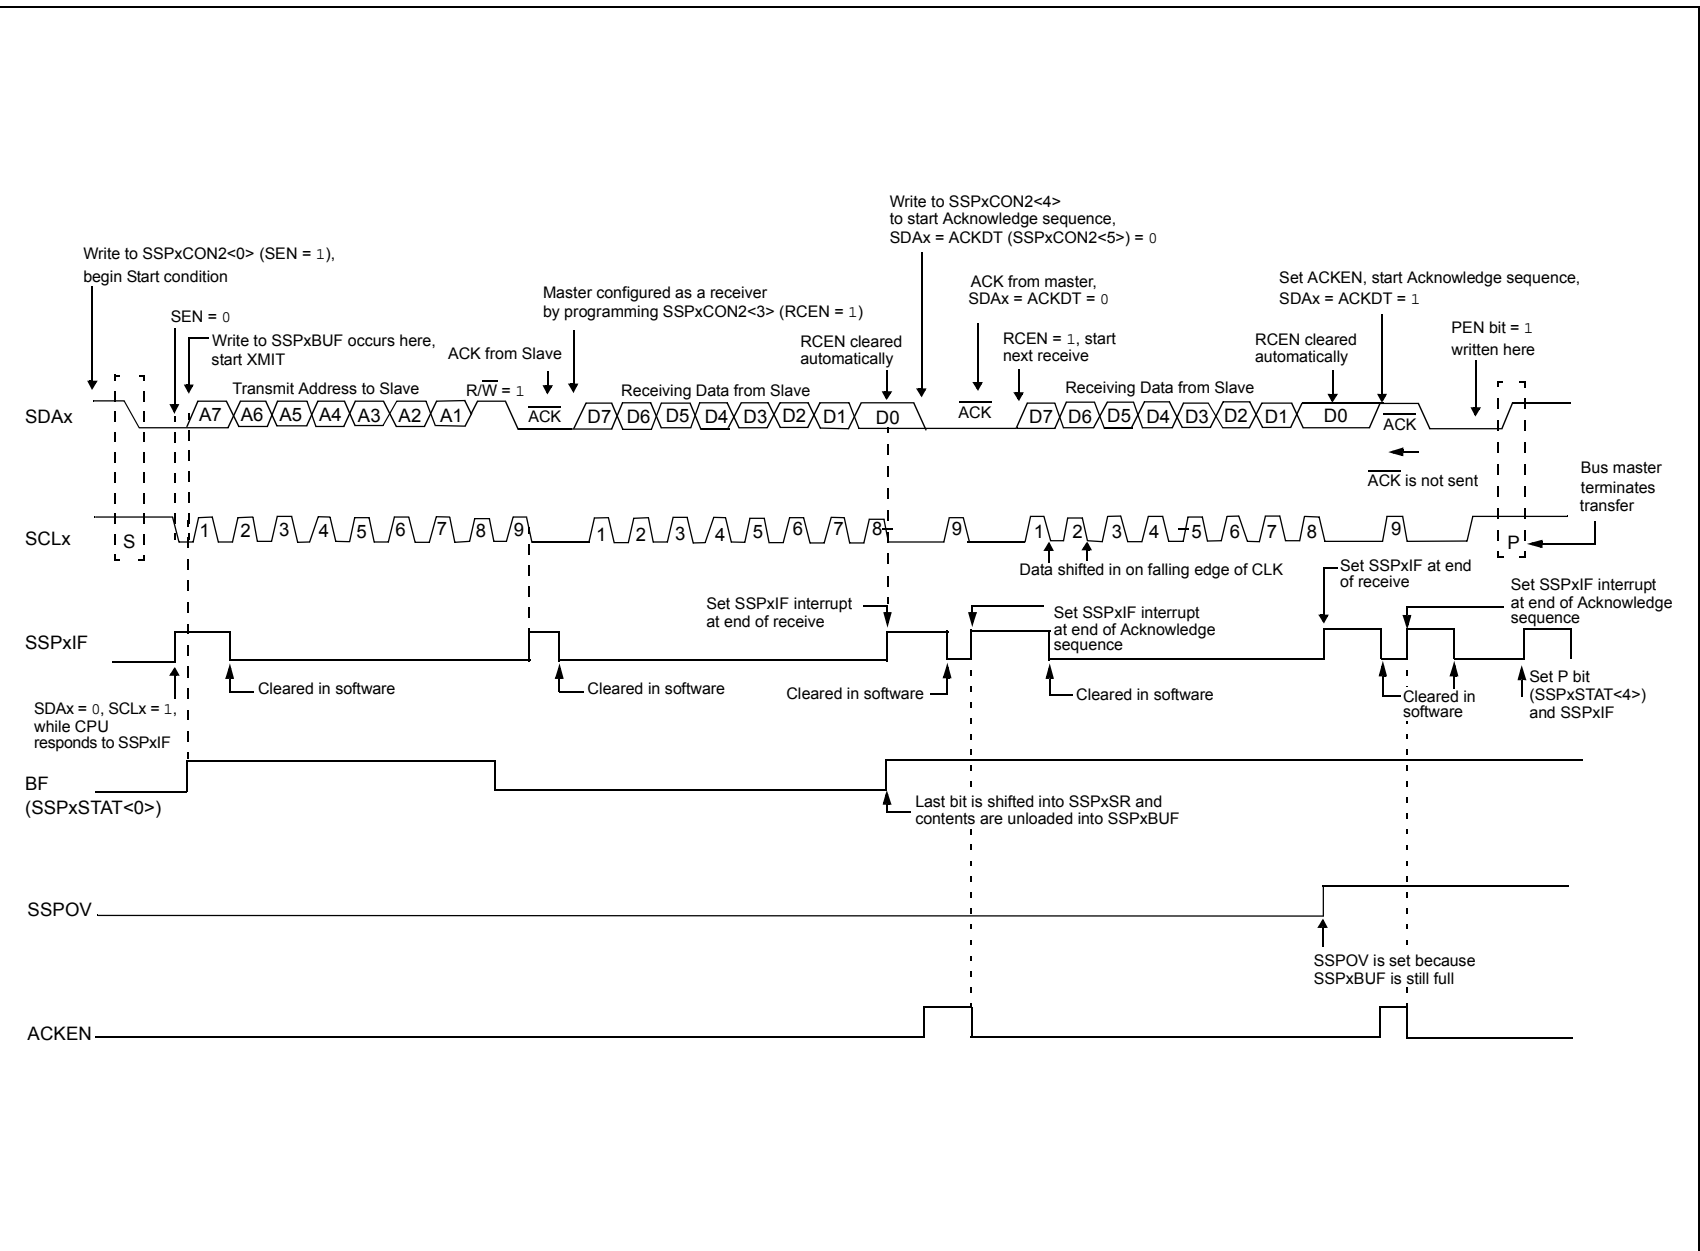 Write to SSPxCON2<4>
to start Acknowledge sequence,
SDAx = ACKDT (SSPxCON2<5>) = 0
Write to SSPxCON2<0> (SEN = 1),
begin Start condition
ACK from master,
SDAx = ACKDT = 0
Set ACKEN, start Acknowledge sequence,
SDAx = ACKDT = 1
Master configured as a receiver
by programming SSPxCON2<3> (RCEN = 1)
SEN = 0
PEN bit = 1
written here
Write to SSPxBUF occurs here,
start XMIT
RCEN cleared
automatically
RCEN = 1, start
next receive
RCEN cleared
automatically
ACK from Slave
Transmit Address to Slave
R/W = 1
Receiving Data from Slave
Receiving Data from Slave
SDAx
A7 A6 A5 A4 A3 A2 A1 ACK D7 D6 D5 D4 D3 D2 D1 D0 ACK D7 D6 D5 D4 D3 D2 D1 D0 ACK
ACK is not sent
Bus master
terminates
transfer
SCLx
S 1 2 3 4 5 6 7 8 9 1 2 3 4 5 6 7 8 9 1 2 3 4 5 6 7 8 9 P
Data shifted in on falling edge of CLK
Set SSPxIF at end
of receive
Set SSPxIF interrupt
at end of receive
Set SSPxIF interrupt
at end of Acknowledge
sequence
Set SSPxIF interrupt
at end of Acknowledge
sequence
SSPxIF
Cleared in software
Cleared in software
Cleared in software
Cleared in software
Cleared in
software
Set P bit
(SSPxSTAT<4>)
and SSPxIF
SDAx = 0, SCLx = 1,
while CPU
responds to SSPxIF
BF
(SSPxSTAT<0>)
Last bit is shifted into SSPxSR and
contents are unloaded into SSPxBUF
SSPOV
SSPOV is set because
SSPxBUF is still full
ACKEN